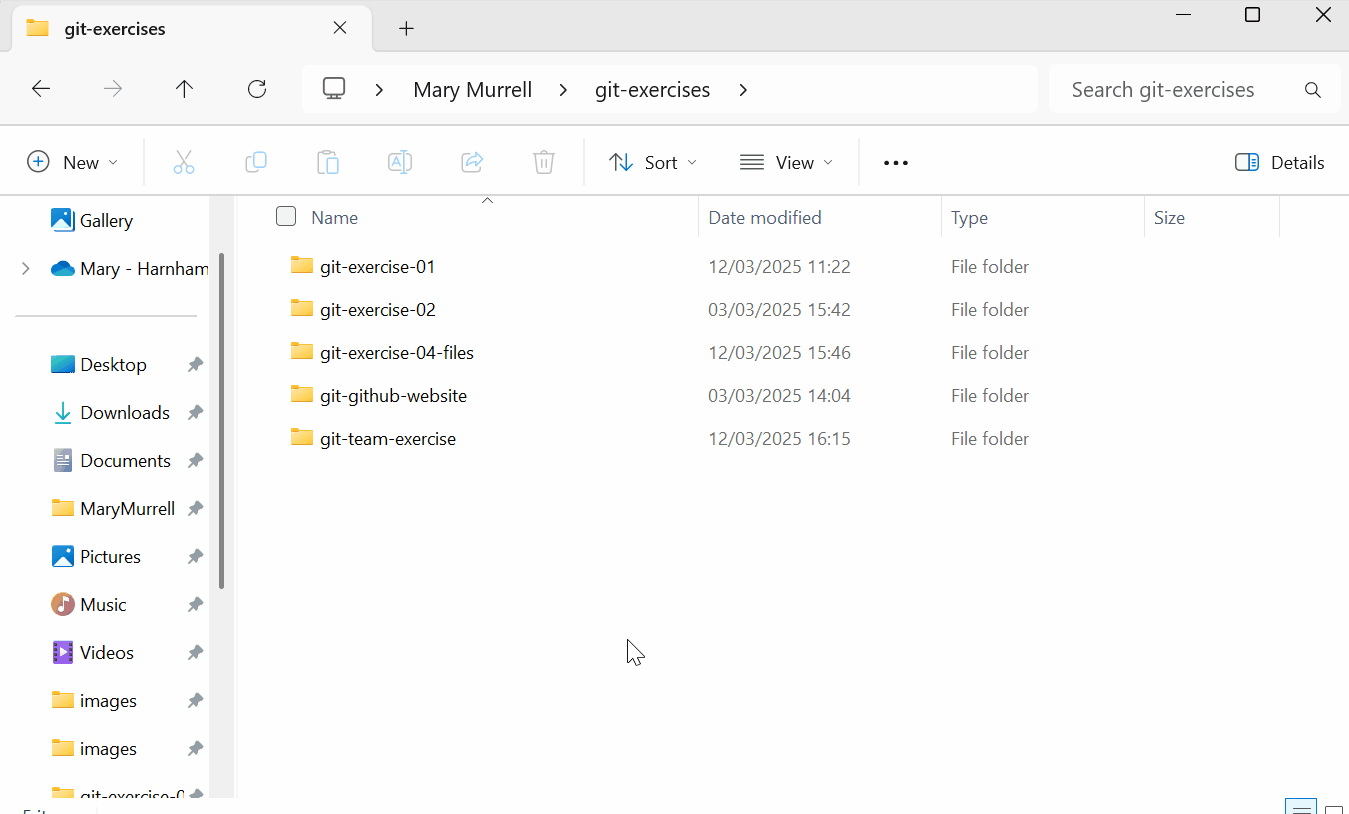 git-exercises
Mary Murrell git-exercises Search git-exercises
New Sort View Details
Gallery
Mary - Harnham
Desktop
Downloads
Documents
MaryMurrell
Pictures
Music
Videos
images
images
Name Date modified Type Size
git-exercise-01 12/03/2025 11:22 File folder
git-exercise-02 03/03/2025 15:42 File folder
git-exercise-04-files 12/03/2025 15:46 File folder
git-github-website 03/03/2025 14:04 File folder
git-team-exercise 12/03/2025 16:15 File folder